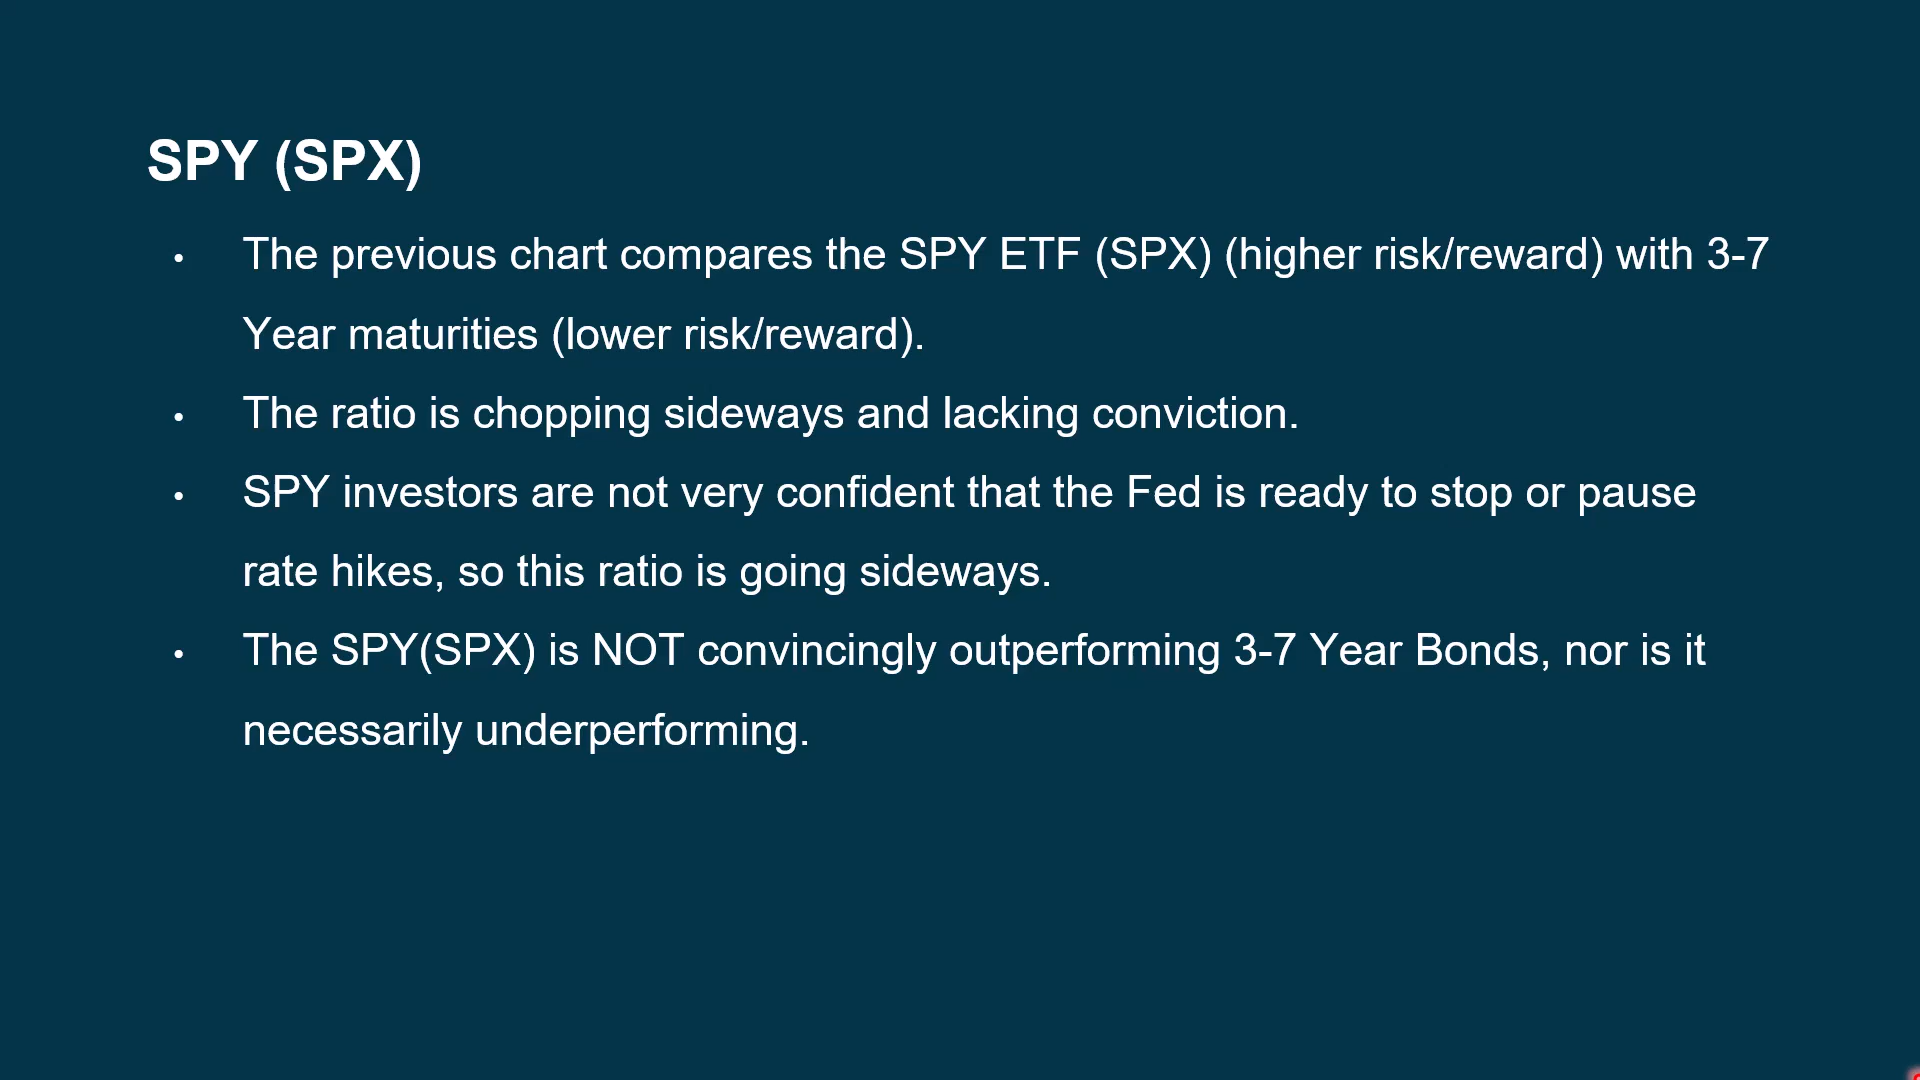 SPY (SPX)
• The previous chart compares the SPY ETF (SPX) (higher risk/reward) with 3-7
Year maturities (lower risk/reward).
• The ratio is chopping sideways and lacking conviction.
• SPY investors are not very confident that the Fed is ready to stop or pause
rate hikes, so this ratio is going sideways.
• The SPY(SPX) is NOT convincingly outperforming 3-7 Year Bonds, nor is it
necessarily underperforming.